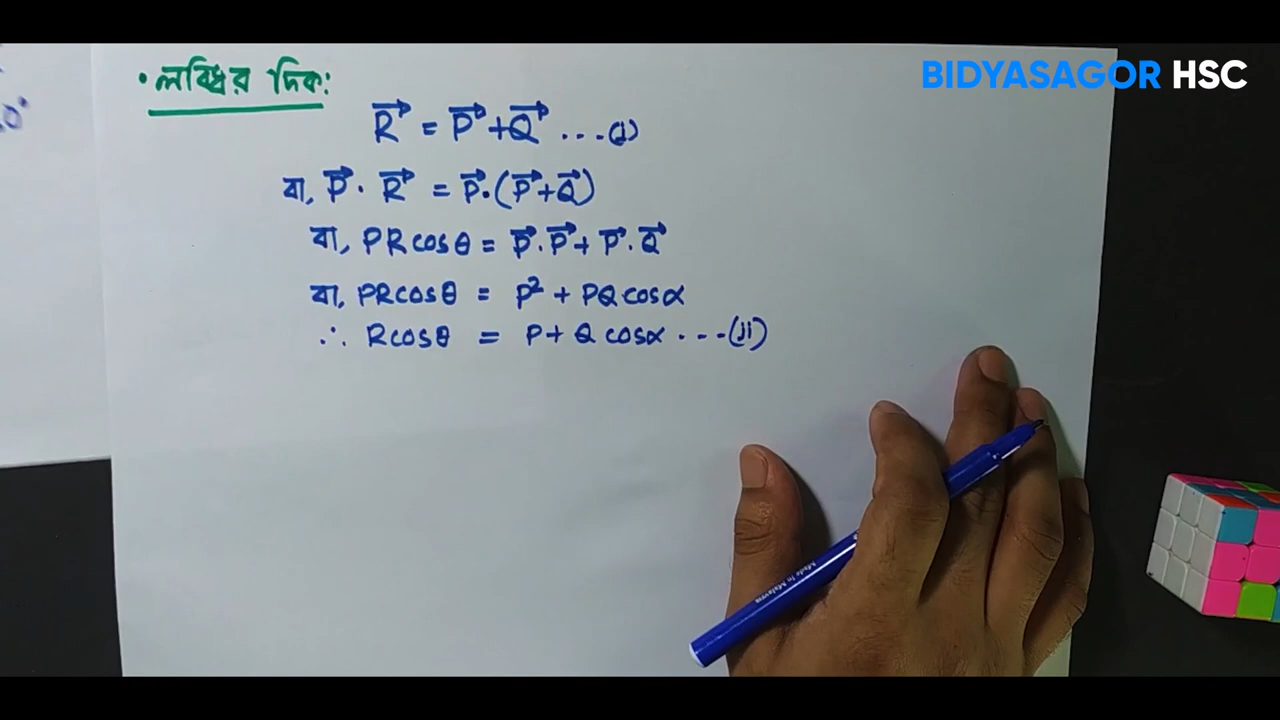 BIDYASAGOR HSC
• লব্ধির দিক:
R⃗ = P⃗ + Q⃗ ... (i)
বা, P⃗ · R⃗ = P⃗·(P⃗+Q⃗)
বা, PR cosθ = P⃗·P⃗ + P⃗·Q⃗
বা, PR cosθ = P² + PQ cosα
∴ R cosθ = P + Q cosα ... (ii)